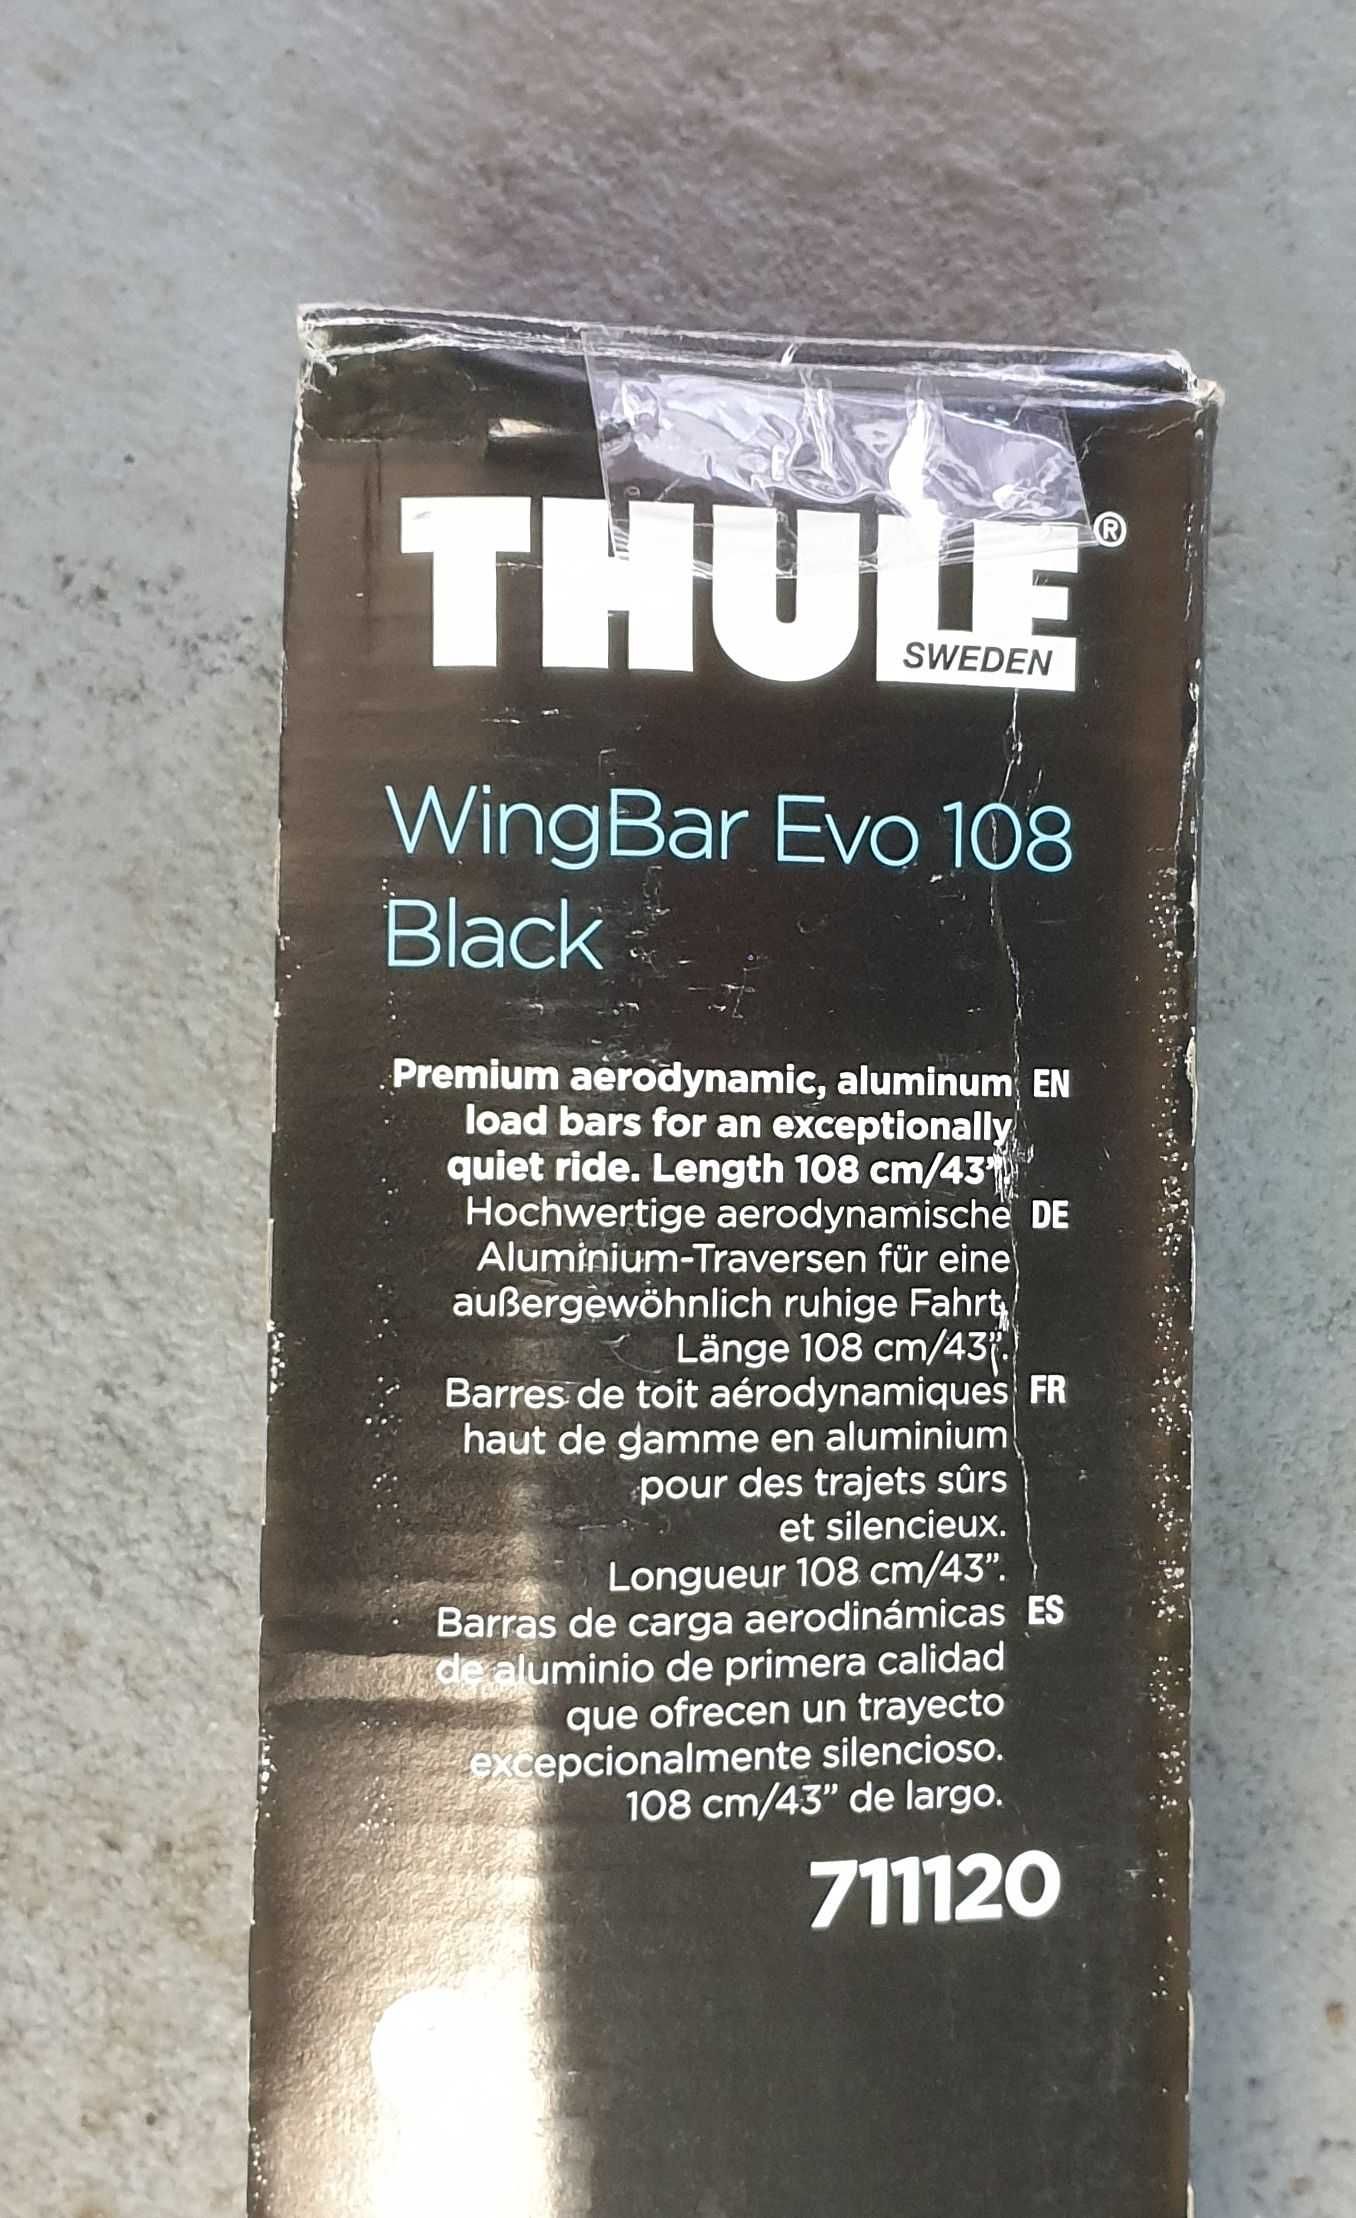 THULE®
SWEDEN
WingBar Evo 108
Black
Premium aerodynamic, aluminum EN
load bars for an exceptionally
quiet ride. Length 108 cm/43”.
Hochwertige aerodynamische DE
Aluminium-Traversen für eine
außergewöhnlich ruhige Fahrt,
Länge 108 cm/43”.
Barres de toit aérodynamiques FR
haut de gamme en aluminium
pour des trajets sûrs
et silencieux.
Longueur 108 cm/43”.
Barras de carga aerodinámicas ES
de aluminio de primera calidad
que ofrecen un trayecto
excepcionalmente silencioso.
108 cm/43” de largo.
711120